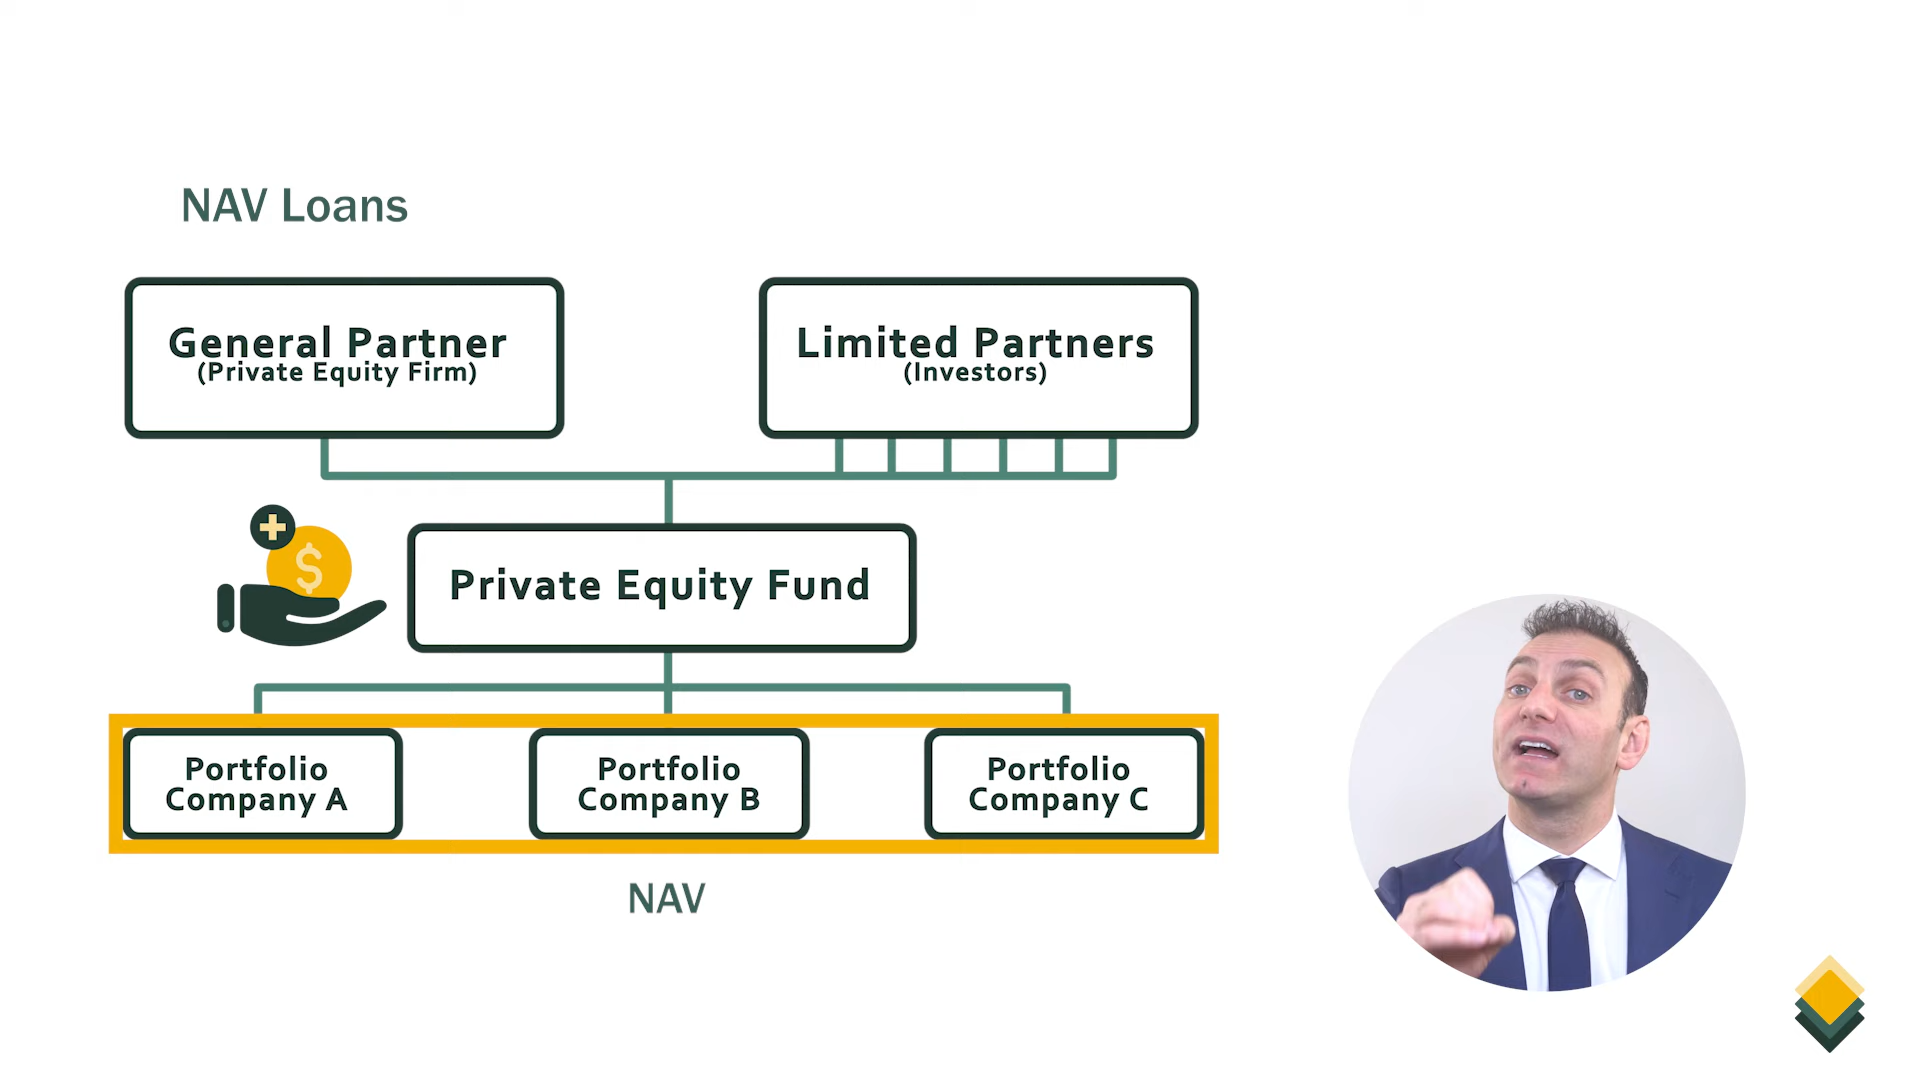 NAV Loans
General Partner
(Private Equity Firm)
Limited Partners
(Investors)
$
Private Equity Fund
Portfolio
Company A
Portfolio
Company B
Portfolio
Company C
NAV